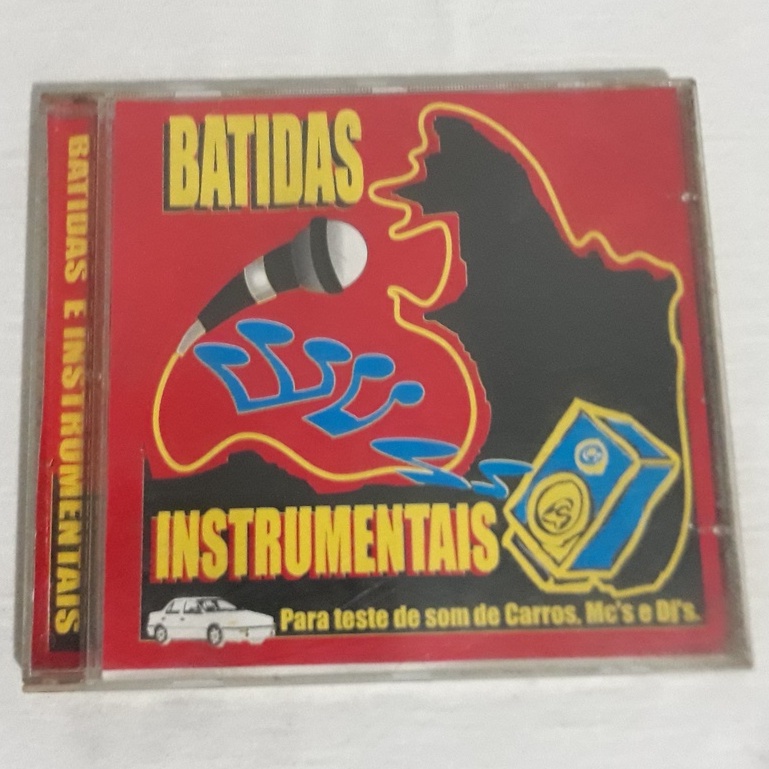 BATIDAS E INSTRUMENTAIS
BATIDAS
INSTRUMENTAIS
Para teste de som de Carros. Mc's e DJ's.